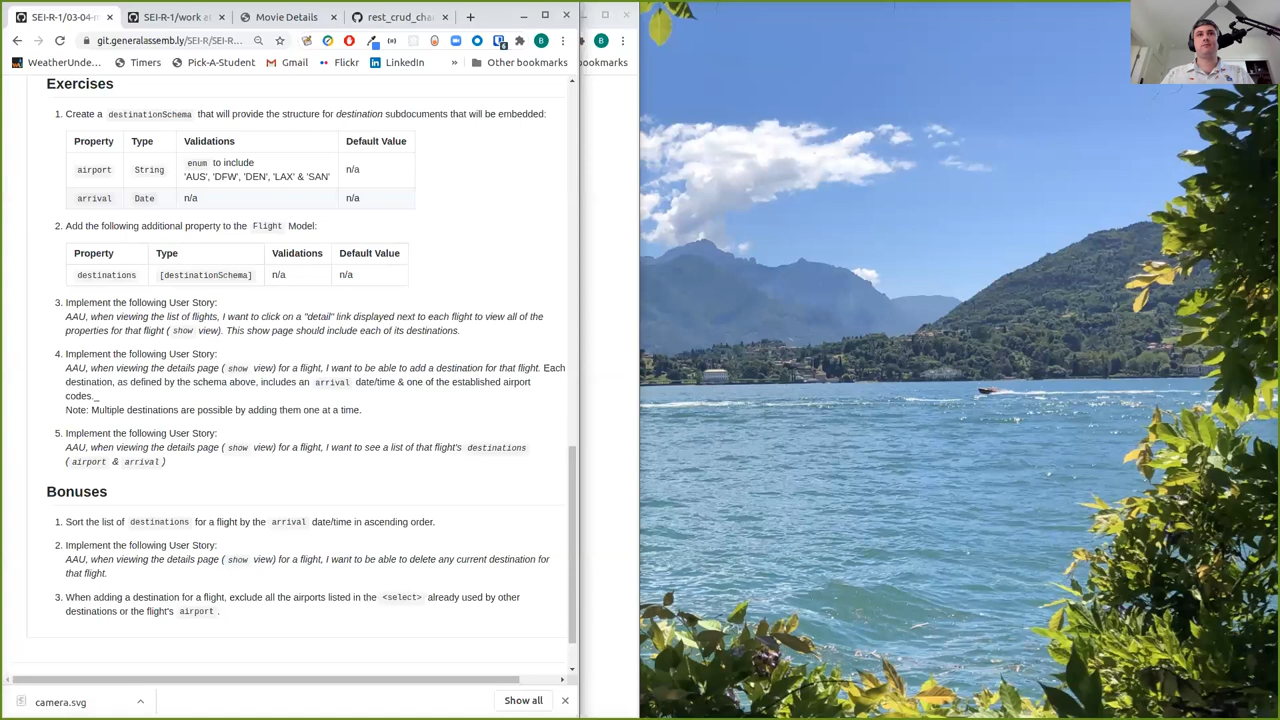 SEI-R-1/03-04-m
SEI-R-1/work a
Movie Details
rest_crud_cha
git.generalassemb.ly/SEI-R/SEI-R...
B
B
WeatherUnde...
Timers
Pick-A-Student
Gmail
Flickr
LinkedIn
»
Other bookmarks
bookmarks
Exercises
1. Create a destinationSchema that will provide the structure for destination subdocuments that will be embedded:
Property Type Validations Default Value
airport String enum to include
'AUS', 'DFW', 'DEN', 'LAX' & 'SAN' n/a
arrival Date n/a n/a
2. Add the following additional property to the Flight Model:
Property Type Validations Default Value
destinations [destinationSchema] n/a n/a
3. Implement the following User Story:
AAU, when viewing the list of flights, I want to click on a "detail" link displayed next to each flight to view all of the
properties for that flight ( show view). This show page should include each of its destinations.
4. Implement the following User Story:
AAU, when viewing the details page ( show view) for a flight, I want to be able to add a destination for that flight. Each
destination, as defined by the schema above, includes an arrival date/time & one of the established airport
codes._
Note: Multiple destinations are possible by adding them one at a time.
5. Implement the following User Story:
AAU, when viewing the details page ( show view) for a flight, I want to see a list of that flight's destinations
( airport & arrival )
Bonuses
1. Sort the list of destinations for a flight by the arrival date/time in ascending order.
2. Implement the following User Story:
AAU, when viewing the details page ( show view) for a flight, I want to be able to delete any current destination for
that flight.
3. When adding a destination for a flight, exclude all the airports listed in the <select> already used by other
destinations or the flight's airport .
camera.svg
Show all